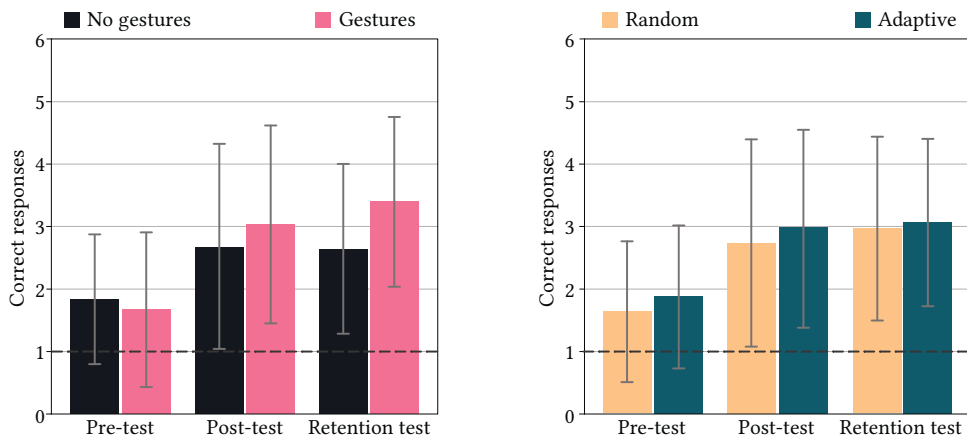 No gestures
Gestures
6
5
4
3
2
1
0
Correct responses
Pre-test
Post-test
Retention test
Random
Adaptive
6
5
4
3
2
1
0
Correct responses
Pre-test
Post-test
Retention test